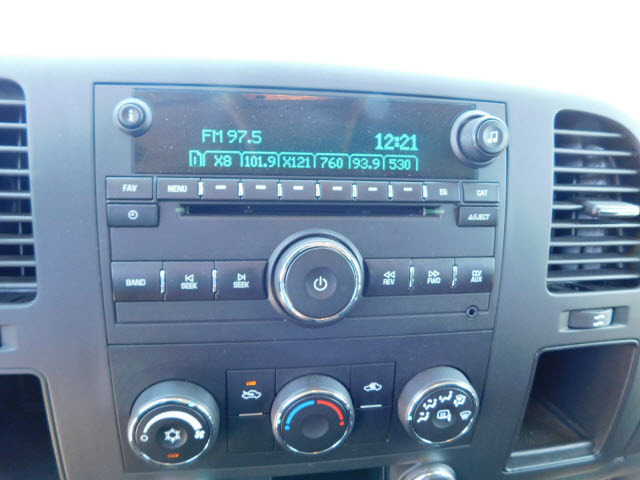 FM 97.5 12:21
X8 101.9 X121 760 93.9 530
FAV MENU CAT
EJECT
BAND SEEK SEEK REV FWD CD/AUX